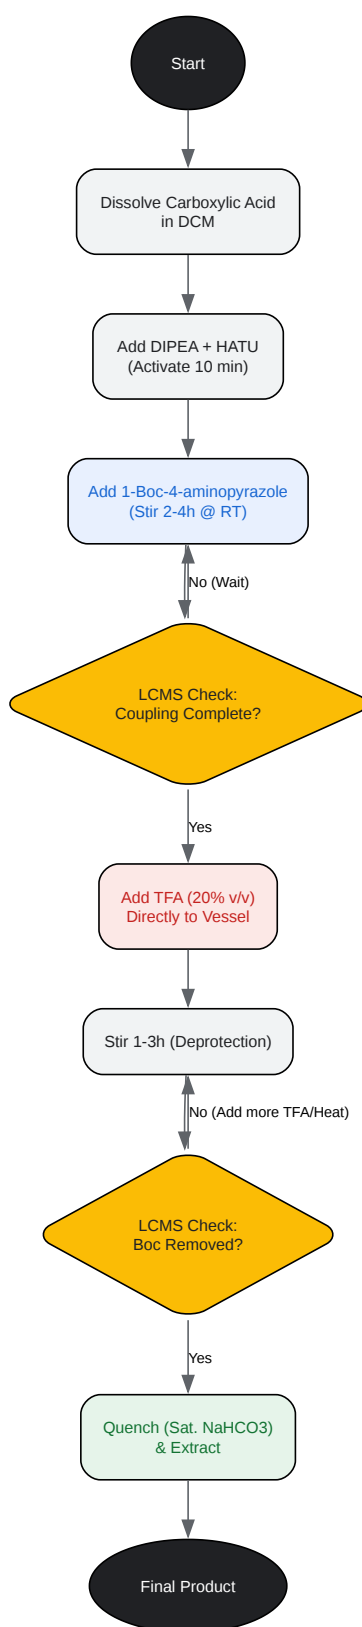 Start
Dissolve Carboxylic Acid
in DCM
Add DIPEA + HATU
(Activate 10 min)
Add 1-Boc-4-aminopyrazole
(Stir 2-4h @ RT)
No (Wait)
LCMS Check:
Coupling Complete?
Yes
Add TFA (20% v/v)
Directly to Vessel
Stir 1-3h (Deprotection)
No (Add more TFA/Heat)
LCMS Check:
Boc Removed?
Yes
Quench (Sat. NaHCO3)
& Extract
Final Product